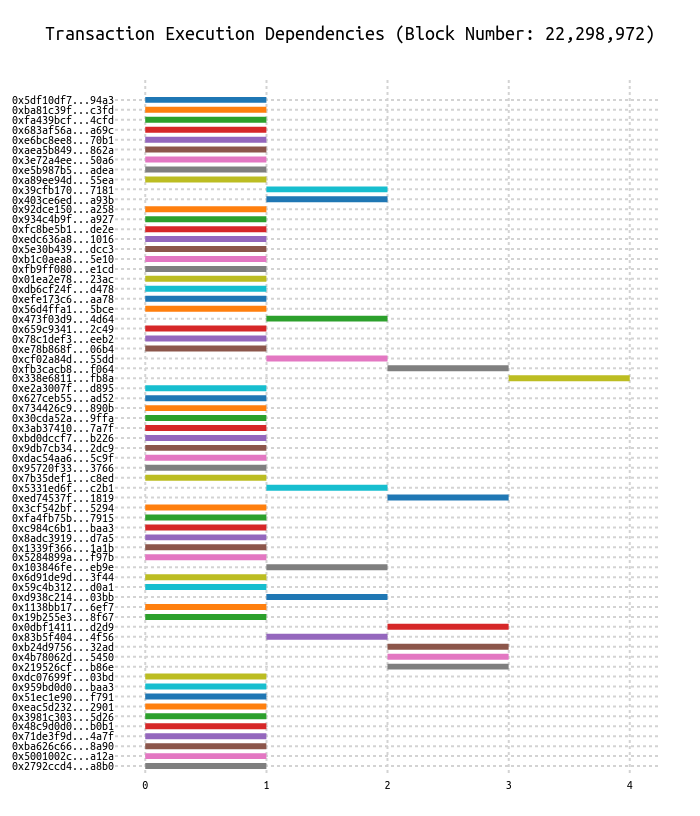 Transaction Execution Dependencies (Block Number: 22,298,972)
0x5df10df7...94a3
0xba81c39f...c3fd
0xfa439bcf...4cfd
0x683af56a...a69c
0xe6bc8ee8...70b1
0xaea5b849...862a
0x3e72a4ee...50a6
0xe5b987b5...adea
0xa89ee94d...55ea
0x39cfb170...7181
0x403ce6ed...a93b
0x92dce150...a258
0x934c4b9f...a927
0xfc8be5b1...de2e
0xedc636a8...1016
0x5e30b439...dcc3
0xb1c0aea8...5e10
0xfb9ff080...e1cd
0x01ea2e78...23ac
0xdb6cf24f...d478
0xefe173c6...aa78
0x56d4ffa1...5bce
0x473f03d9...4d64
0x659c9341...2c49
0x78c1def3...eeb2
0xe78b868f...06b4
0xcf02a84d...55dd
0xfb3cacb8...f064
0x338e6811...fb8a
0xe2a3007f...d895
0x627ceb55...ad52
0x734426c9...890b
0x30cda52a...9ffa
0x3ab37410...7a7f
0xbd0dccf7...b226
0x9db7cb34...2dc9
0xdac54aa6...5c9f
0x95720f33...3766
0x7b35def1...c8ed
0x5331ed6f...c2b1
0xed74537f...1819
0x3cf542bf...5294
0xfa4fb75b...7915
0xc984c6b1...baa3
0x8adc3919...d7a5
0x1339f366...1a1b
0x5284899a...f97b
0x103846fe...eb9e
0x6d91de9d...3f44
0x59c4b312...d0a1
0xd938c214...03bb
0x1138bb17...6ef7
0x19b255e3...8f67
0x0dbf1411...d2d9
0x83b5f404...4f56
0xb24d9756...32ad
0x4b78062d...5450
0x219526cf...b86e
0xdc07699f...03bd
0x959bd0d0...baa3
0x51ec1e90...f791
0xeac5d232...2901
0x3981c303...5d26
0x48c9d0d0...b0b1
0x71de3f9d...4a7f
0xba626c66...8a90
0x5001002c...a12a
0x2792ccd4...a8b0
0 1 2 3 4